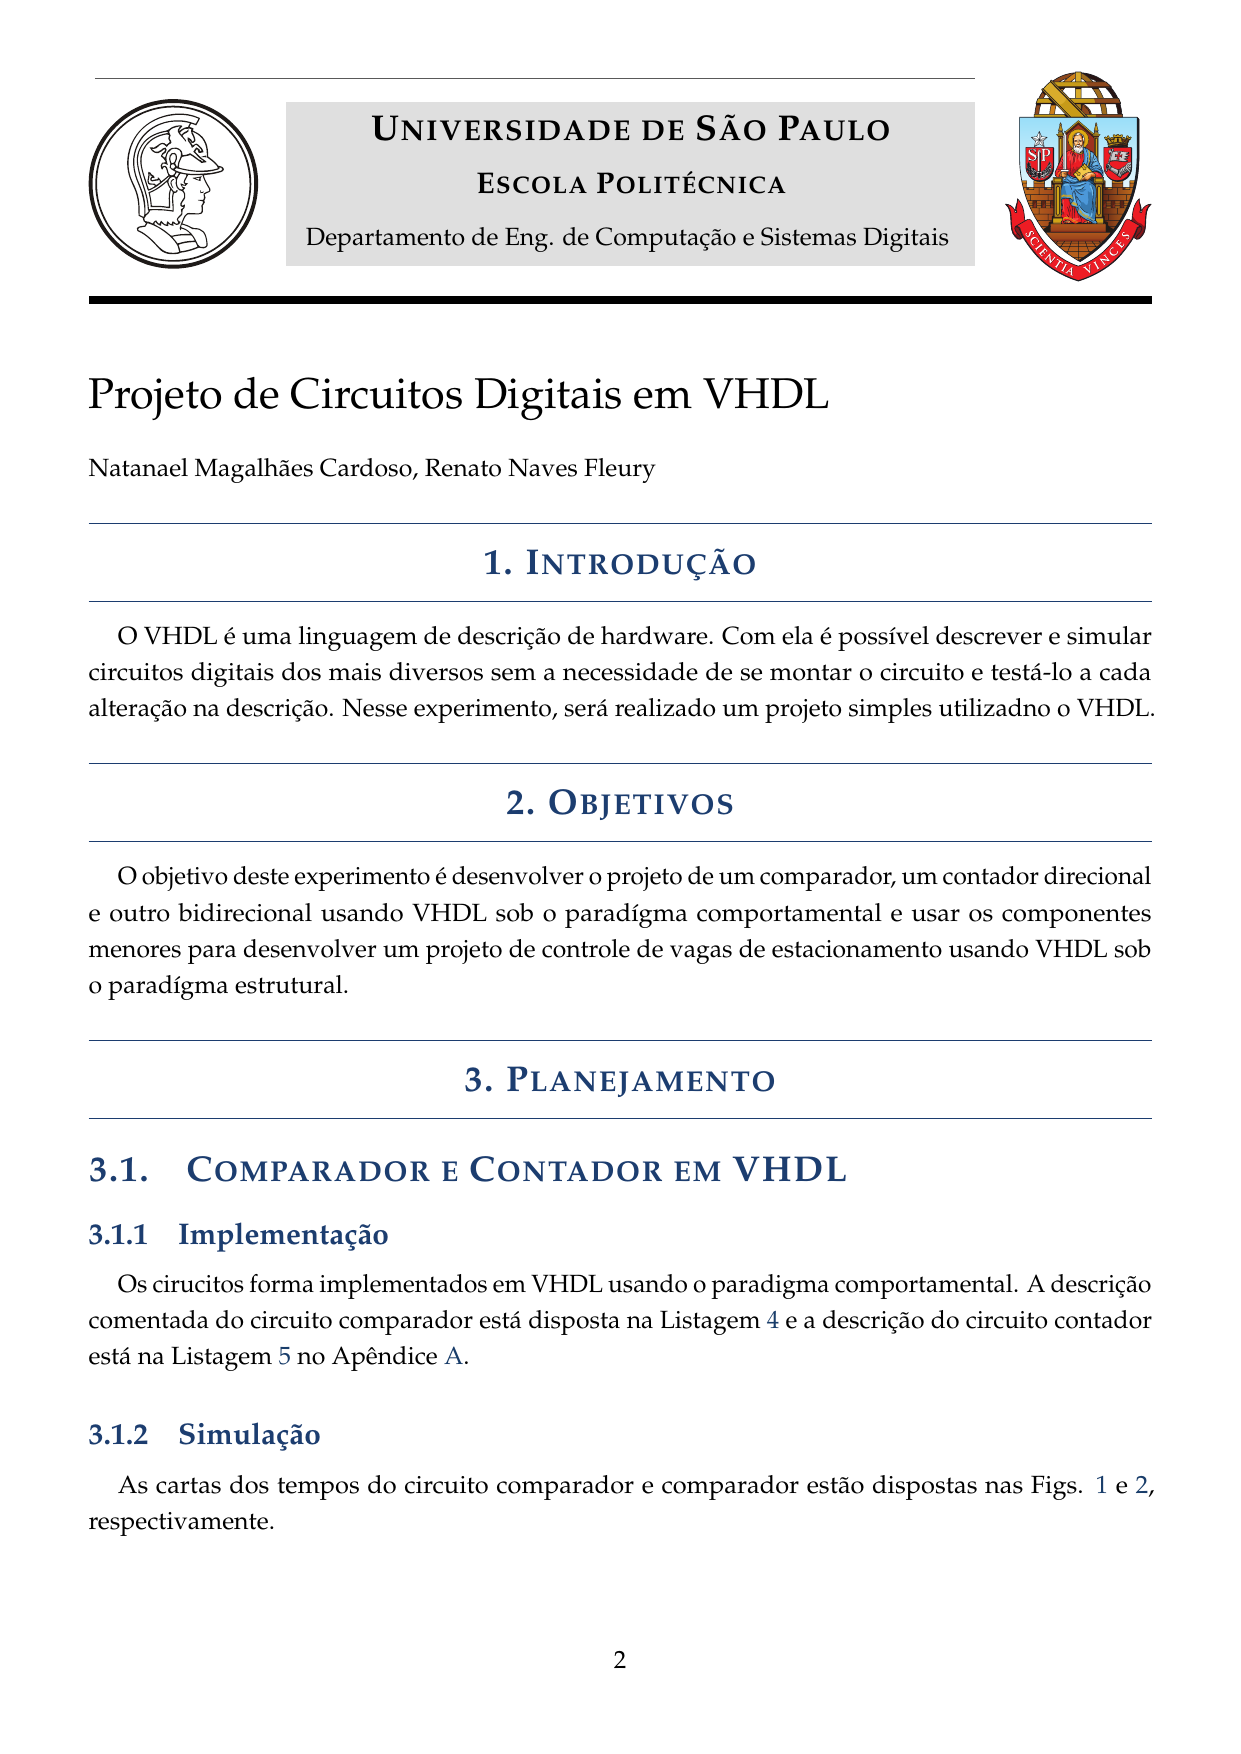 UNIVERSIDADE DE SÃO PAULO
ESCOLA POLITÉCNICA
Departamento de Eng. de Computação e Sistemas Digitais
SP
SCIENTIA VINCES
Projeto de Circuitos Digitais em VHDL
Natanael Magalhães Cardoso, Renato Naves Fleury
1. INTRODUÇÃO
O VHDL é uma linguagem de descrição de hardware. Com ela é possível descrever e simular
circuitos digitais dos mais diversos sem a necessidade de se montar o circuito e testá-lo a cada
alteração na descrição. Nesse experimento, será realizado um projeto simples utilizadno o VHDL.
2. OBJETIVOS
O objetivo deste experimento é desenvolver o projeto de um comparador, um contador direcional
e outro bidirecional usando VHDL sob o paradígma comportamental e usar os componentes
menores para desenvolver um projeto de controle de vagas de estacionamento usando VHDL sob
o paradígma estrutural.
3. PLANEJAMENTO
3.1. COMPARADOR E CONTADOR EM VHDL
3.1.1 Implementação
Os cirucitos forma implementados em VHDL usando o paradigma comportamental. A descrição
comentada do circuito comparador está disposta na Listagem 4 e a descrição do circuito contador
está na Listagem 5 no Apêndice A.
3.1.2 Simulação
As cartas dos tempos do circuito comparador e comparador estão dispostas nas Figs. 1 e 2,
respectivamente.
2